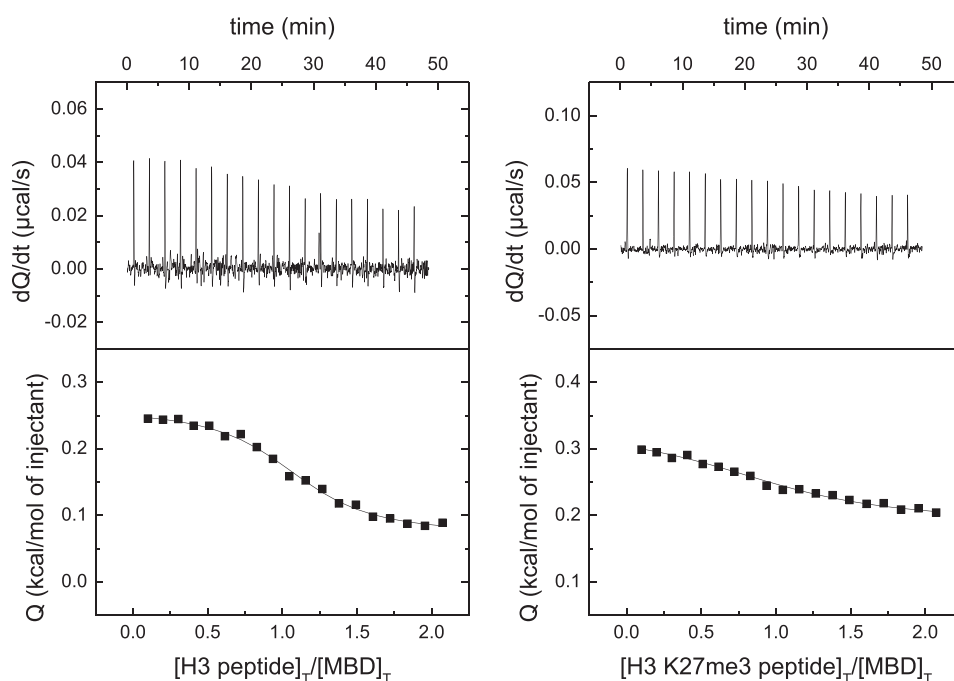 time (min)
0 10 20 30 40 50
0.06
0.04
0.02
0.00
-0.02
dQ/dt (µcal/s)
0.3
0.2
0.1
0.0
Q (kcal/mol of injectant)
0.0 0.5 1.0 1.5 2.0
[H3 peptide]T/[MBD]T
time (min)
0 10 20 30 40 50
0.10
0.05
0.00
-0.05
dQ/dt (µcal/s)
0.4
0.3
0.2
0.1
Q (kcal/mol of injectant)
0.0 0.5 1.0 1.5 2.0
[H3 K27me3 peptide]T/[MBD]T